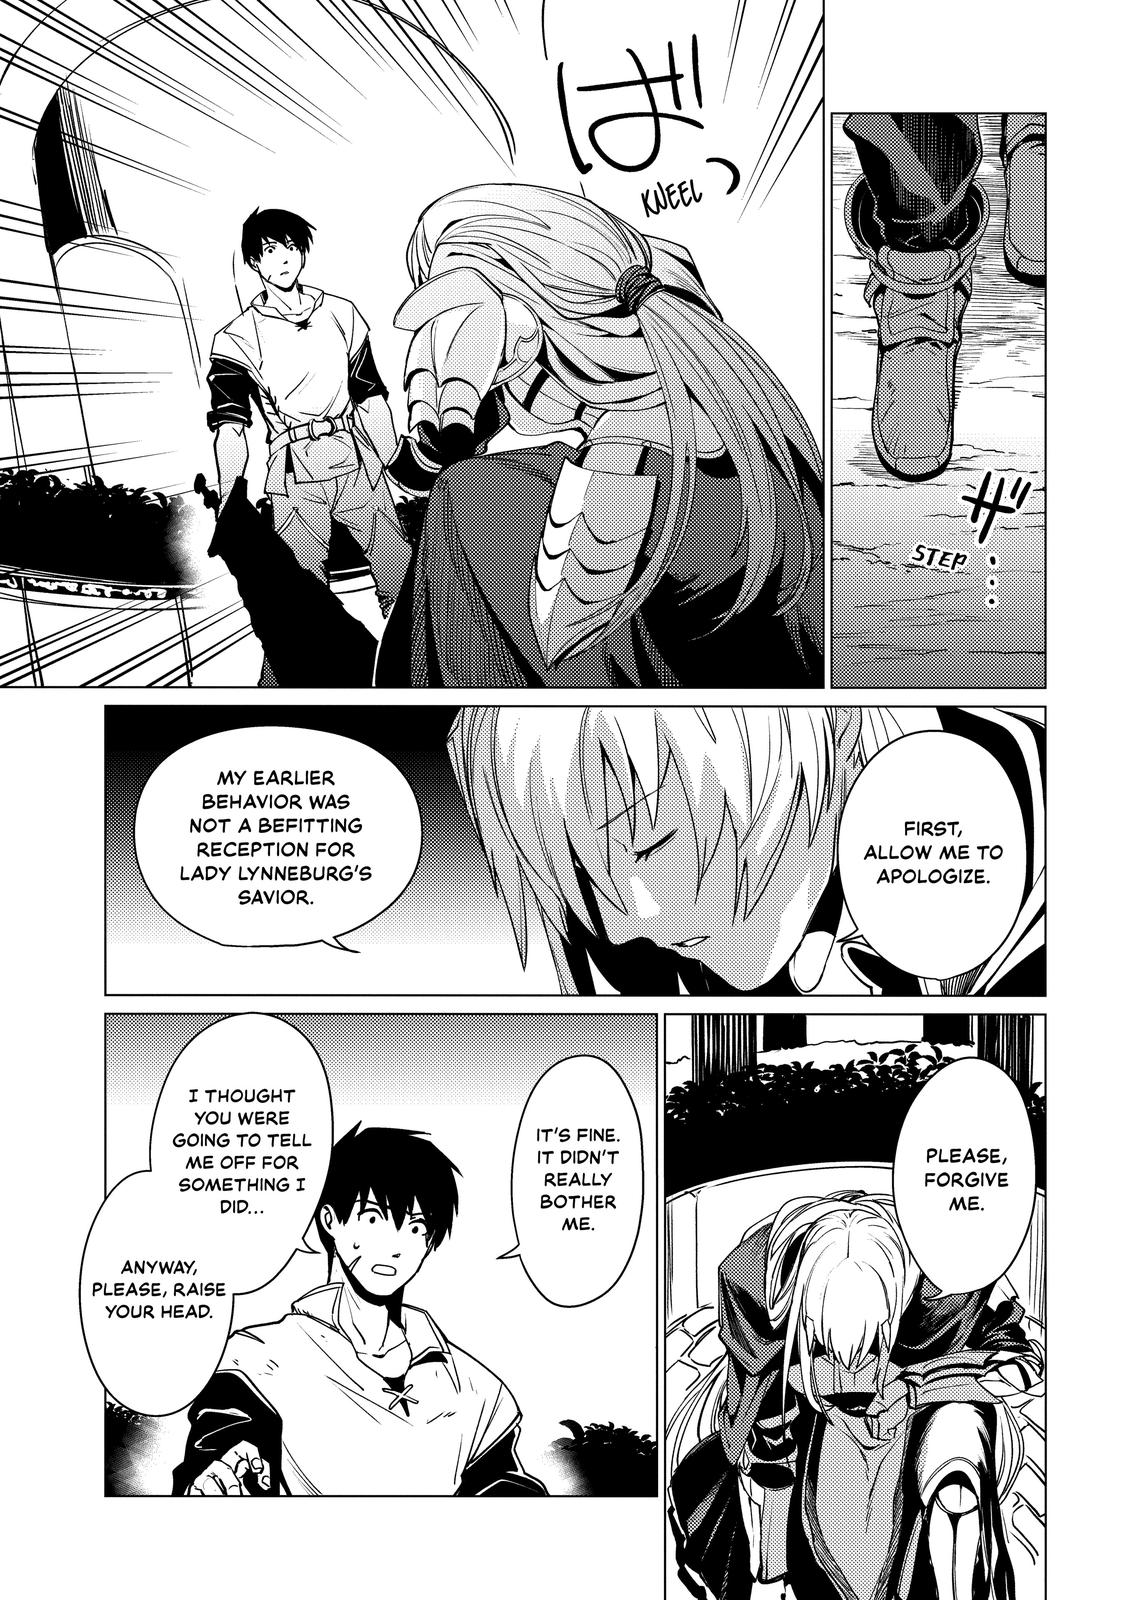 ザッ
STEP
ばっ
KNEEL
FIRST,
ALLOW ME TO
APOLOGIZE.
MY EARLIER
BEHAVIOR WAS
NOT A BEFITTING
RECEPTION FOR
LADY LYNNEBURG'S
SAVIOR.
PLEASE,
FORGIVE
ME.
IT'S FINE.
IT DIDN'T
REALLY
BOTHER
ME.
I THOUGHT
YOU WERE
GOING TO TELL
ME OFF FOR
SOMETHING I
DID...
ANYWAY,
PLEASE, RAISE
YOUR HEAD.